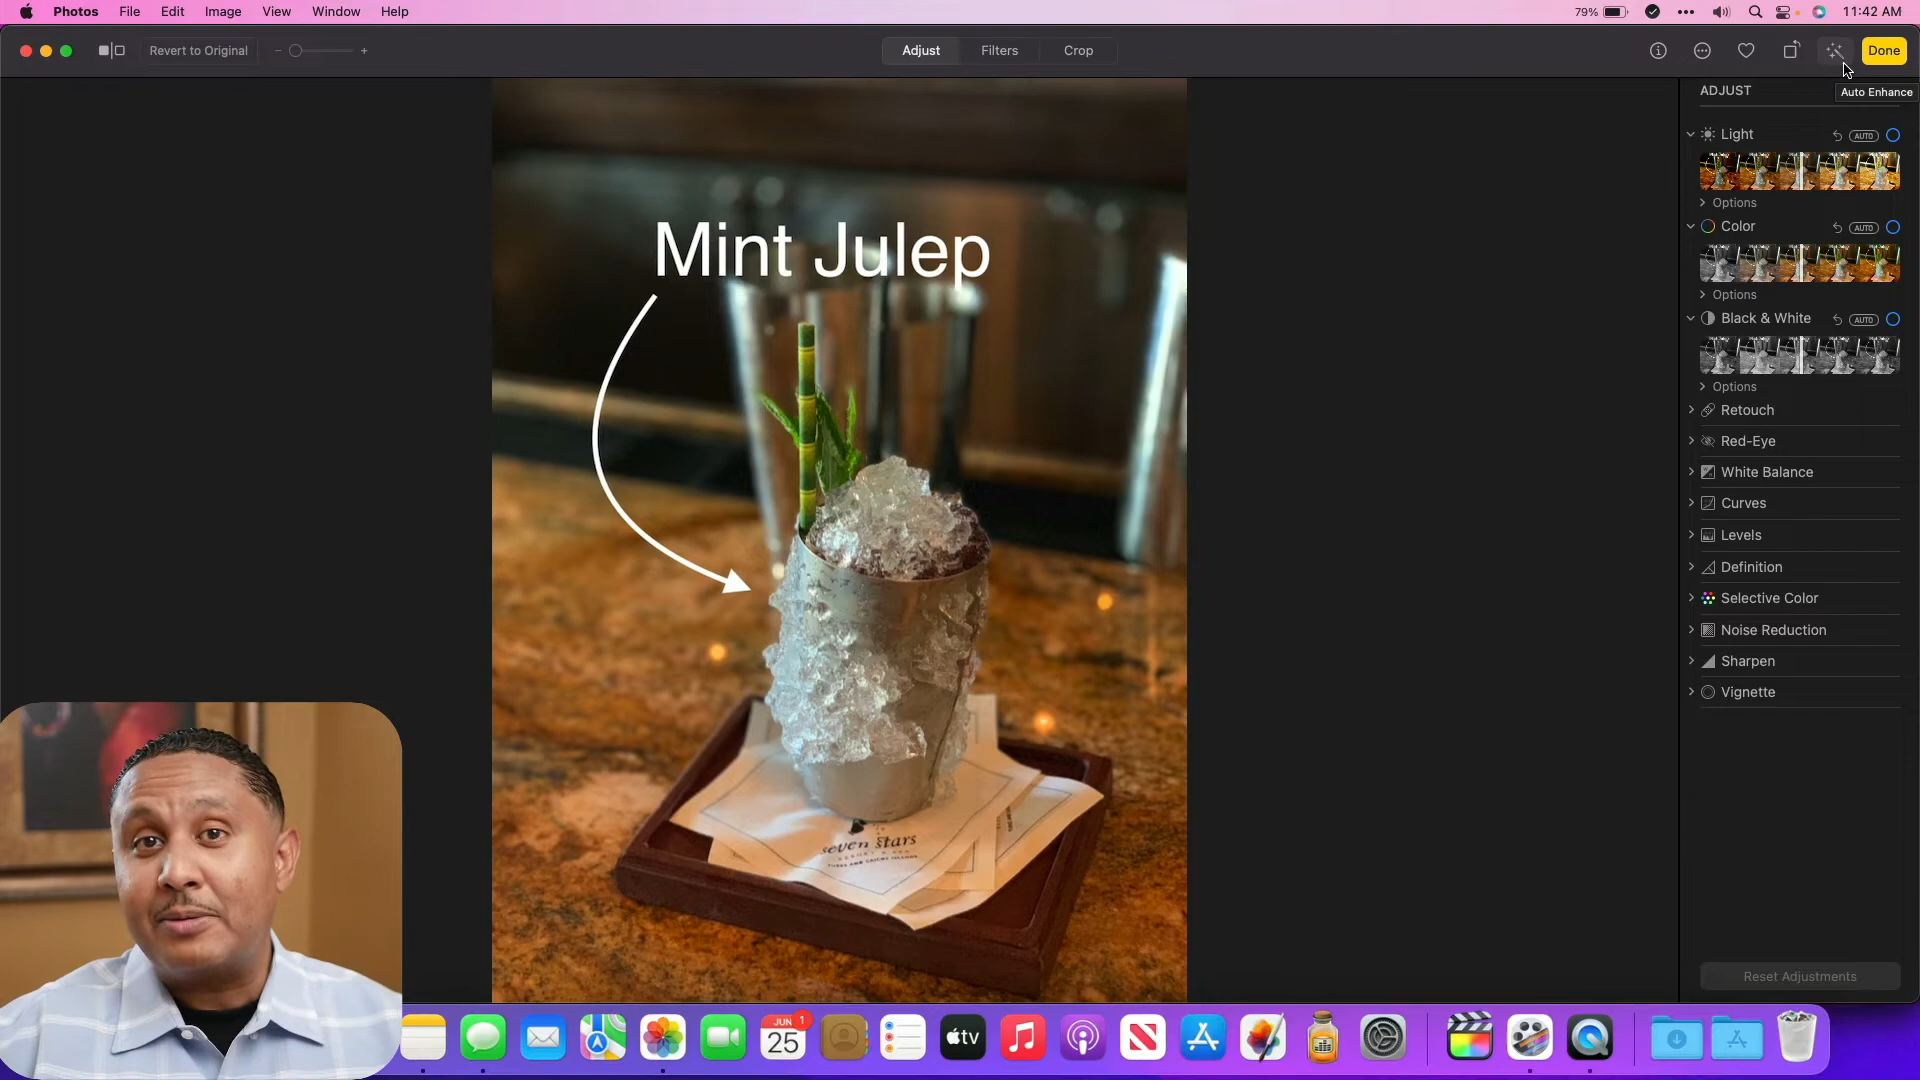 Photos File Edit Image View Window Help
79% 11:42 AM
Revert to Original
Adjust Filters Crop
Done
Auto Enhance
ADJUST
Light AUTO
Options
Color AUTO
Options
Black & White AUTO
Options
Retouch
Red-Eye
White Balance
Curves
Levels
Definition
Selective Color
Noise Reduction
Sharpen
Vignette
Reset Adjustments
Mint Julep
seven stars
JUN 1
25
tv